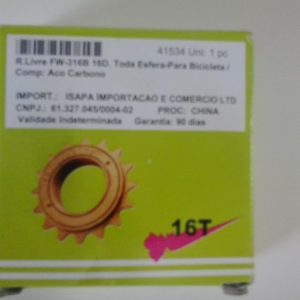 41534 Uni: 1 pc
R.Livre FW-316B 16D. Toda Esfera-Para Bicicleta /
Comp: Aco Carbono
IMPORT.: ISAPA IMPORTACAO E COMERCIO LTD
CNPJ.: 61.327.045/0004-02 PROC: CHINA
Validade Indeterminada Garantia: 90 dias
16T